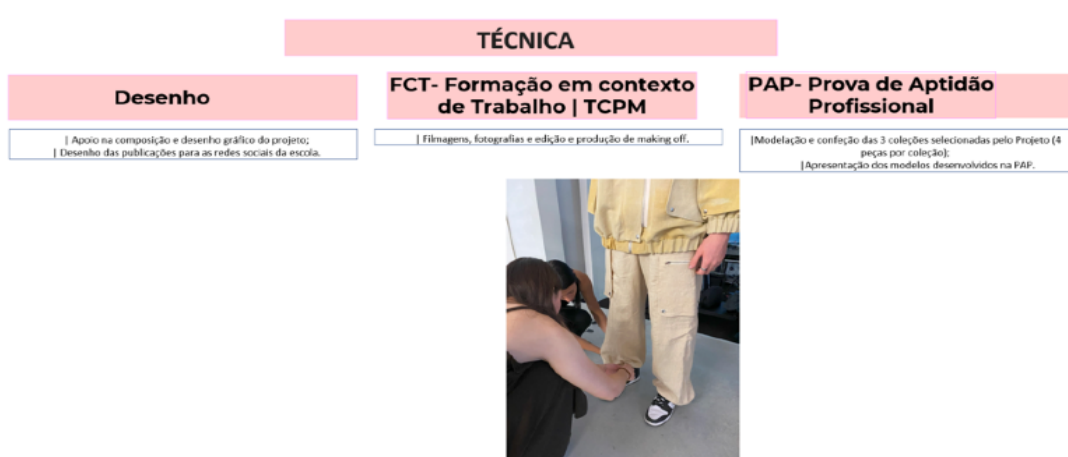 TÉCNICA
Desenho
| Apoio na composição e desenho gráfico do projeto;
| Desenho das publicações para as redes sociais da escola.
FCT- Formação em contexto
de Trabalho | TCPM
| Filmagens, fotografias e edição e produção de making off.
PAP- Prova de Aptidão
Profissional
|Modelação e confeção das 3 coleções selecionadas pelo Projeto (4
peças por coleção);
|Apresentação dos modelos desenvolvidos na PAP.